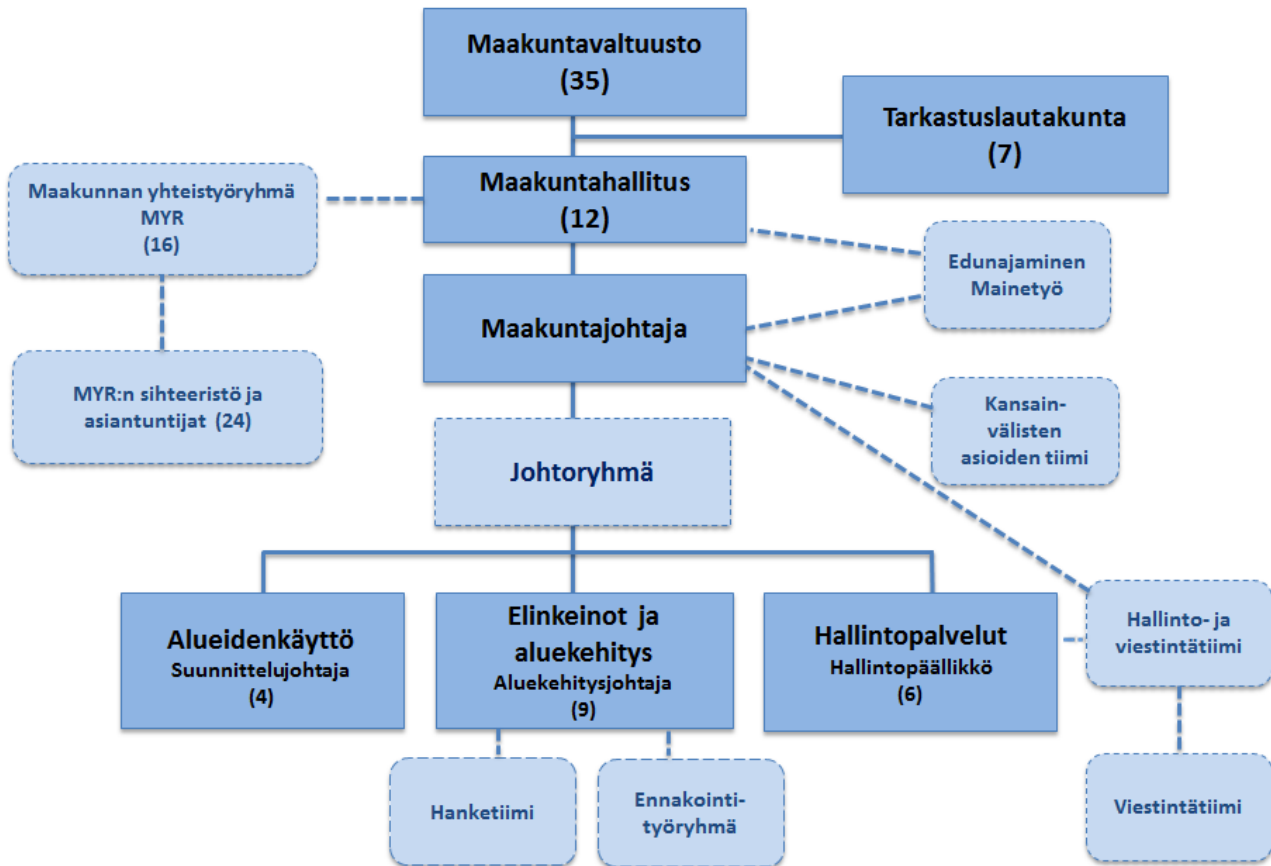 Maakuntavaltuusto
(35)
Tarkastuslautakunta
(7)
Maakunnan yhteistyöryhmä
MYR
(16)
Maakuntahallitus
(12)
Edunajaminen
Mainetyö
Maakuntajohtaja
MYR:n sihteeristö ja
asiantuntijat (24)
Kansain-
välisten
asioiden tiimi
Johtoryhmä
Alueidenkäyttö
Suunnittelujohtaja
(4)
Elinkeinot ja
aluekehitys
Aluekehitysjohtaja
(9)
Hallintopalvelut
Hallintopäällikkö
(6)
Hallinto- ja
viestintätiimi
Hanketiimi
Ennakointi-
työryhmä
Viestintätiimi